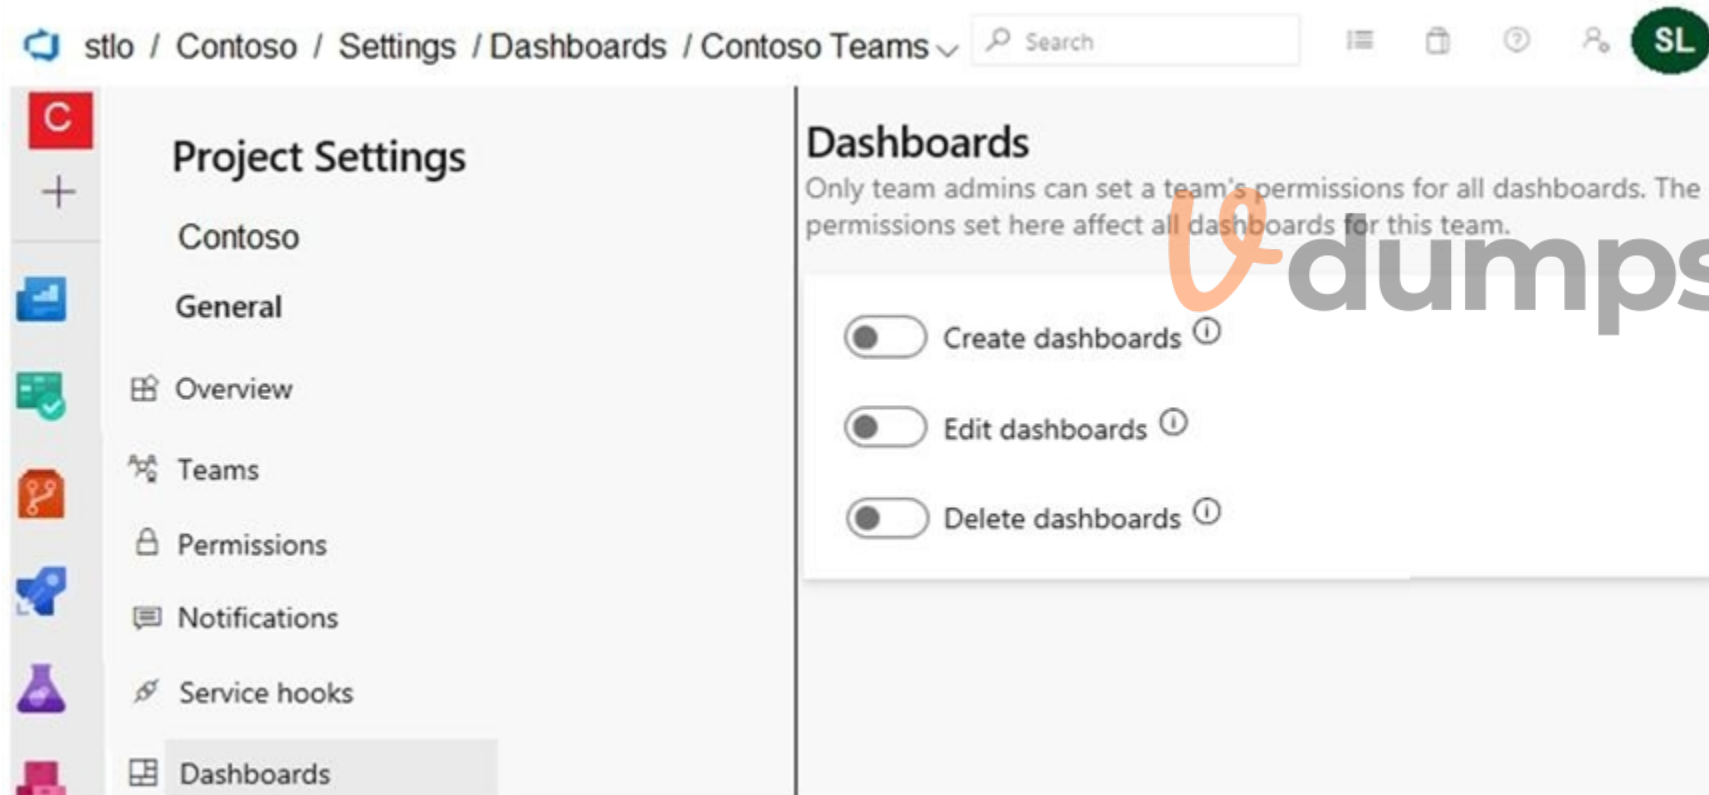 stlo / Contoso / Settings / Dashboards / Contoso Teams
Search
SL
C
Project Settings
Contoso
General
Overview
Teams
Permissions
Notifications
Service hooks
Dashboards
Dashboards
Only team admins can set a team's permissions for all dashboards. The
permissions set here affect all dashboards for this team.
dumps
Create dashboards
Edit dashboards
Delete dashboards